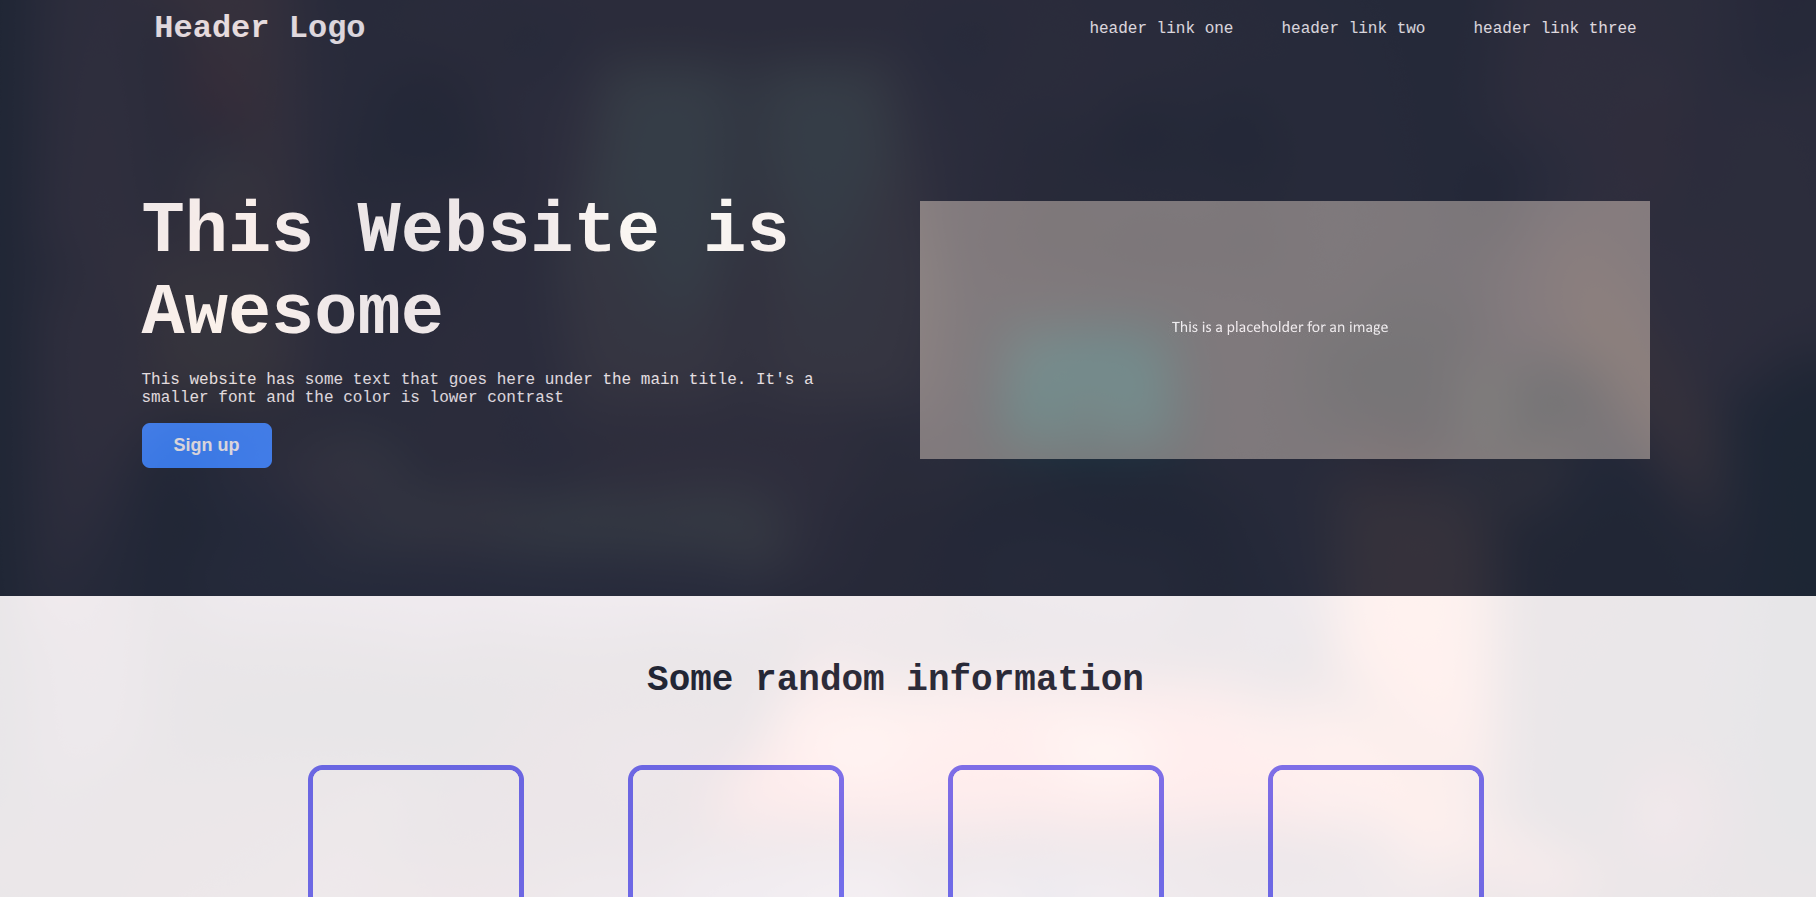 Header Logo
header link one
header link two
header link three
This Website is
Awesome
This website has some text that goes here under the main title. It's a
smaller font and the color is lower contrast
Sign up
This is a placeholder for an image
Some random information